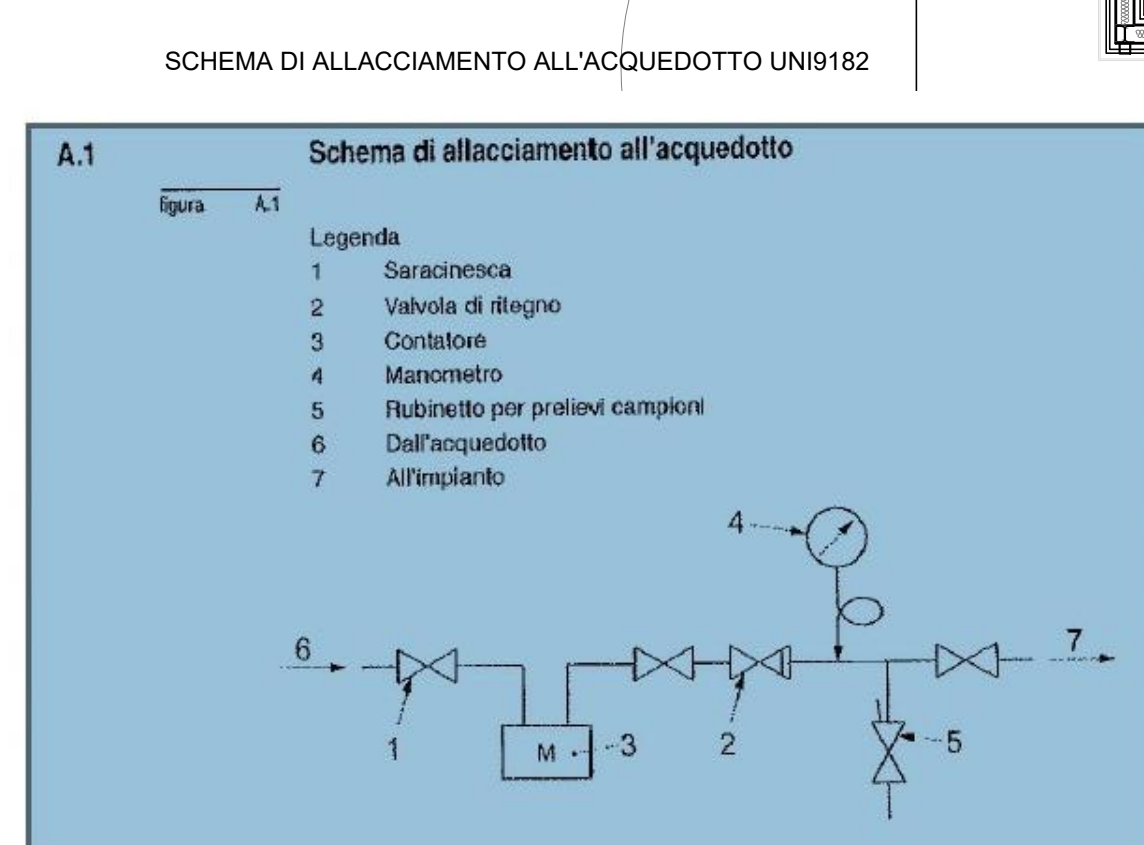 SCHEMA DI ALLACCIAMENTO ALL'ACQUEDOTTO UNI9182
A.1 Schema di allacciamento all'acquedotto
figura A.1
Legenda
1 Saracinesca
2 Valvola di ritegno
3 Contatore
4 Manometro
5 Rubinetto per prelievi campioni
6 Dall'acquedotto
7 All'impianto
4
6
7
1
M
3
2
5